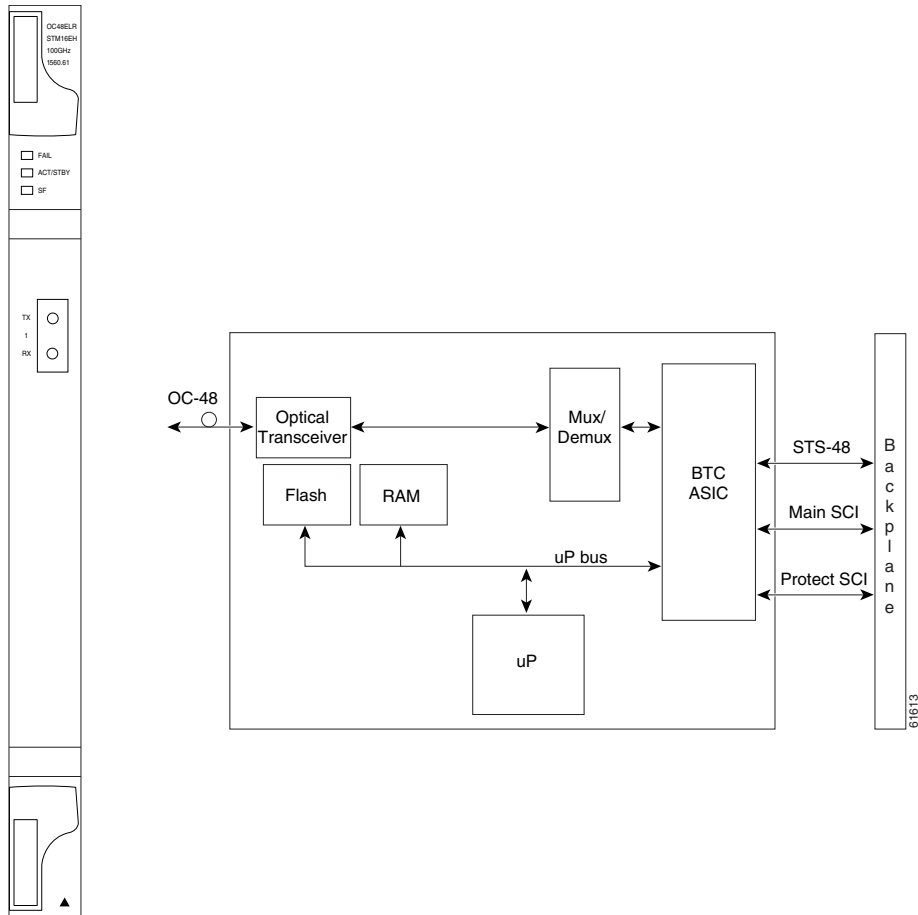 OC48ELR
STM16EH
100GHz
1560.61
FAIL
ACT/STBY
SF
TX
1
RX
OC-48
Optical
Transceiver
Mux/
Demux
BTC
ASIC
Flash
RAM
uP bus
uP
STS-48
Main SCI
Protect SCI
Backplane
61613